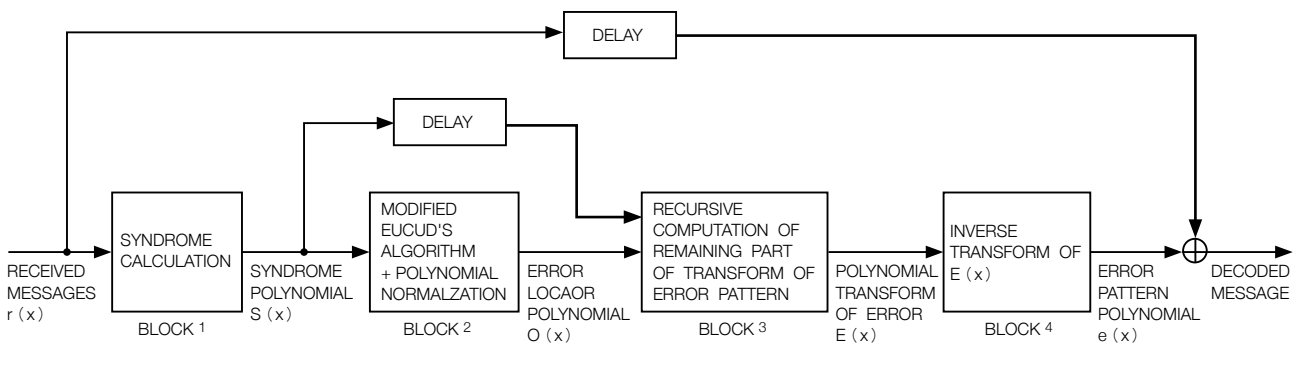 DELAY
DELAY
RECEIVED
MESSAGES
r (x)
SYNDROME
CALCULATION
BLOCK 1
SYNDROME
POLYNOMIAL
S (x)
MODIFIED
EUCUD'S
ALGORITHM
+ POLYNOMIAL
NORMALZATION
BLOCK 2
ERROR
LOCAOR
POLYNOMIAL
O (x)
RECURSIVE
COMPUTATION OF
REMAINING PART
OF TRANSFORM OF
ERROR PATTERN
BLOCK 3
POLYNOMIAL
TRANSFORM
OF ERROR
E (x)
INVERSE
TRANSFORM OF
E (x)
BLOCK 4
ERROR
PATTERN
POLYNOMIAL
e (x)
DECODED
MESSAGE